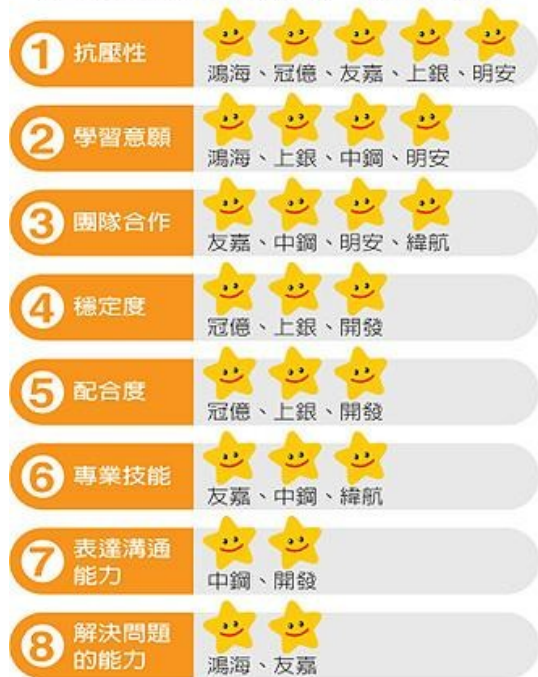 1 抗壓性
鴻海、冠億、友嘉、上銀、明安
2 學習意願
鴻海、上銀、中鋼、明安
3 團隊合作
友嘉、中鋼、明安、緯航
4 穩定度
冠億、上銀、開發
5 配合度
冠億、上銀、開發
6 專業技能
友嘉、中鋼、緯航
7 表達溝通
能力
中鋼、開發
8 解決問題
的能力
鴻海、友嘉